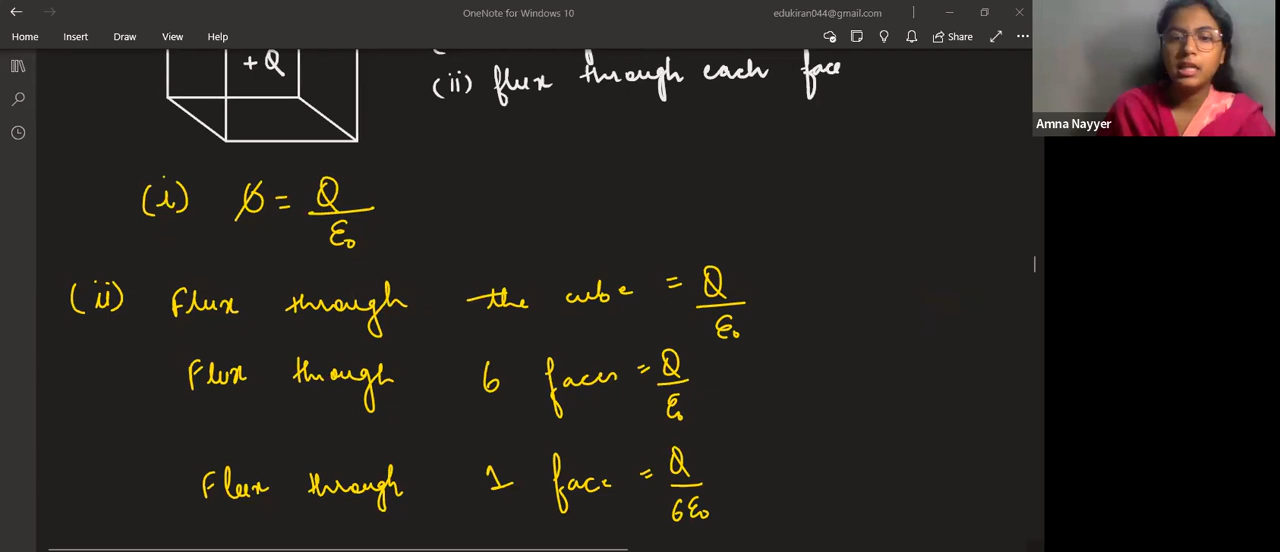 OneNote for Windows 10
edukiran044@gmail.com
Home Insert Draw View Help
Share
Amna Nayyer
+ Q
(ii) flux through each face
(i) ϕ = Q/ε₀
(ii) Flux through the cube = Q/ε₀
Flux through 6 faces = Q/ε₀
Flux through 1 face = Q/6ε₀